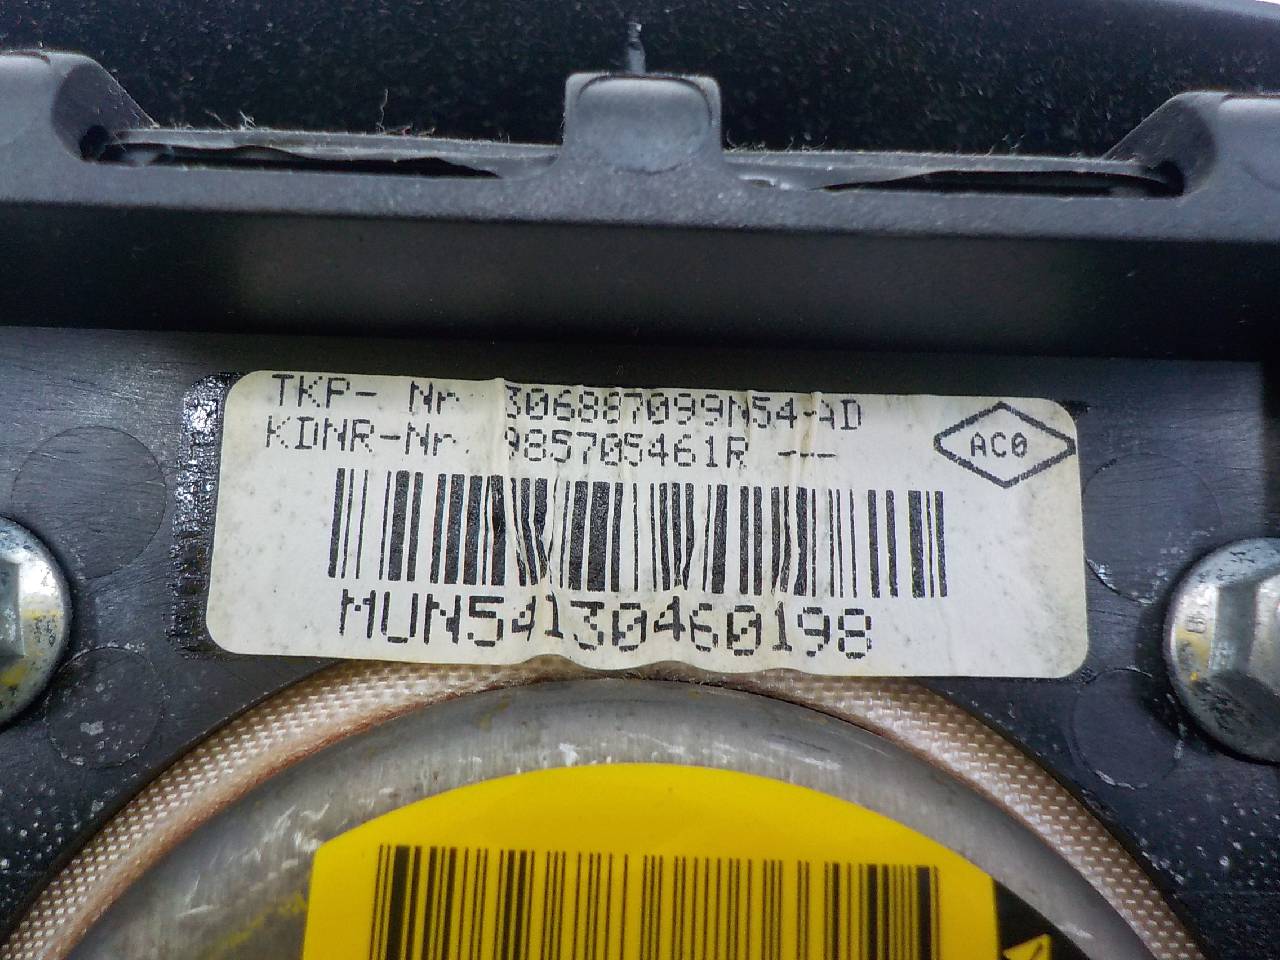 TKP- Nr 306887099N54-AD
KDNR-Nr. 985705461R ---
AC0
MUN54130460198